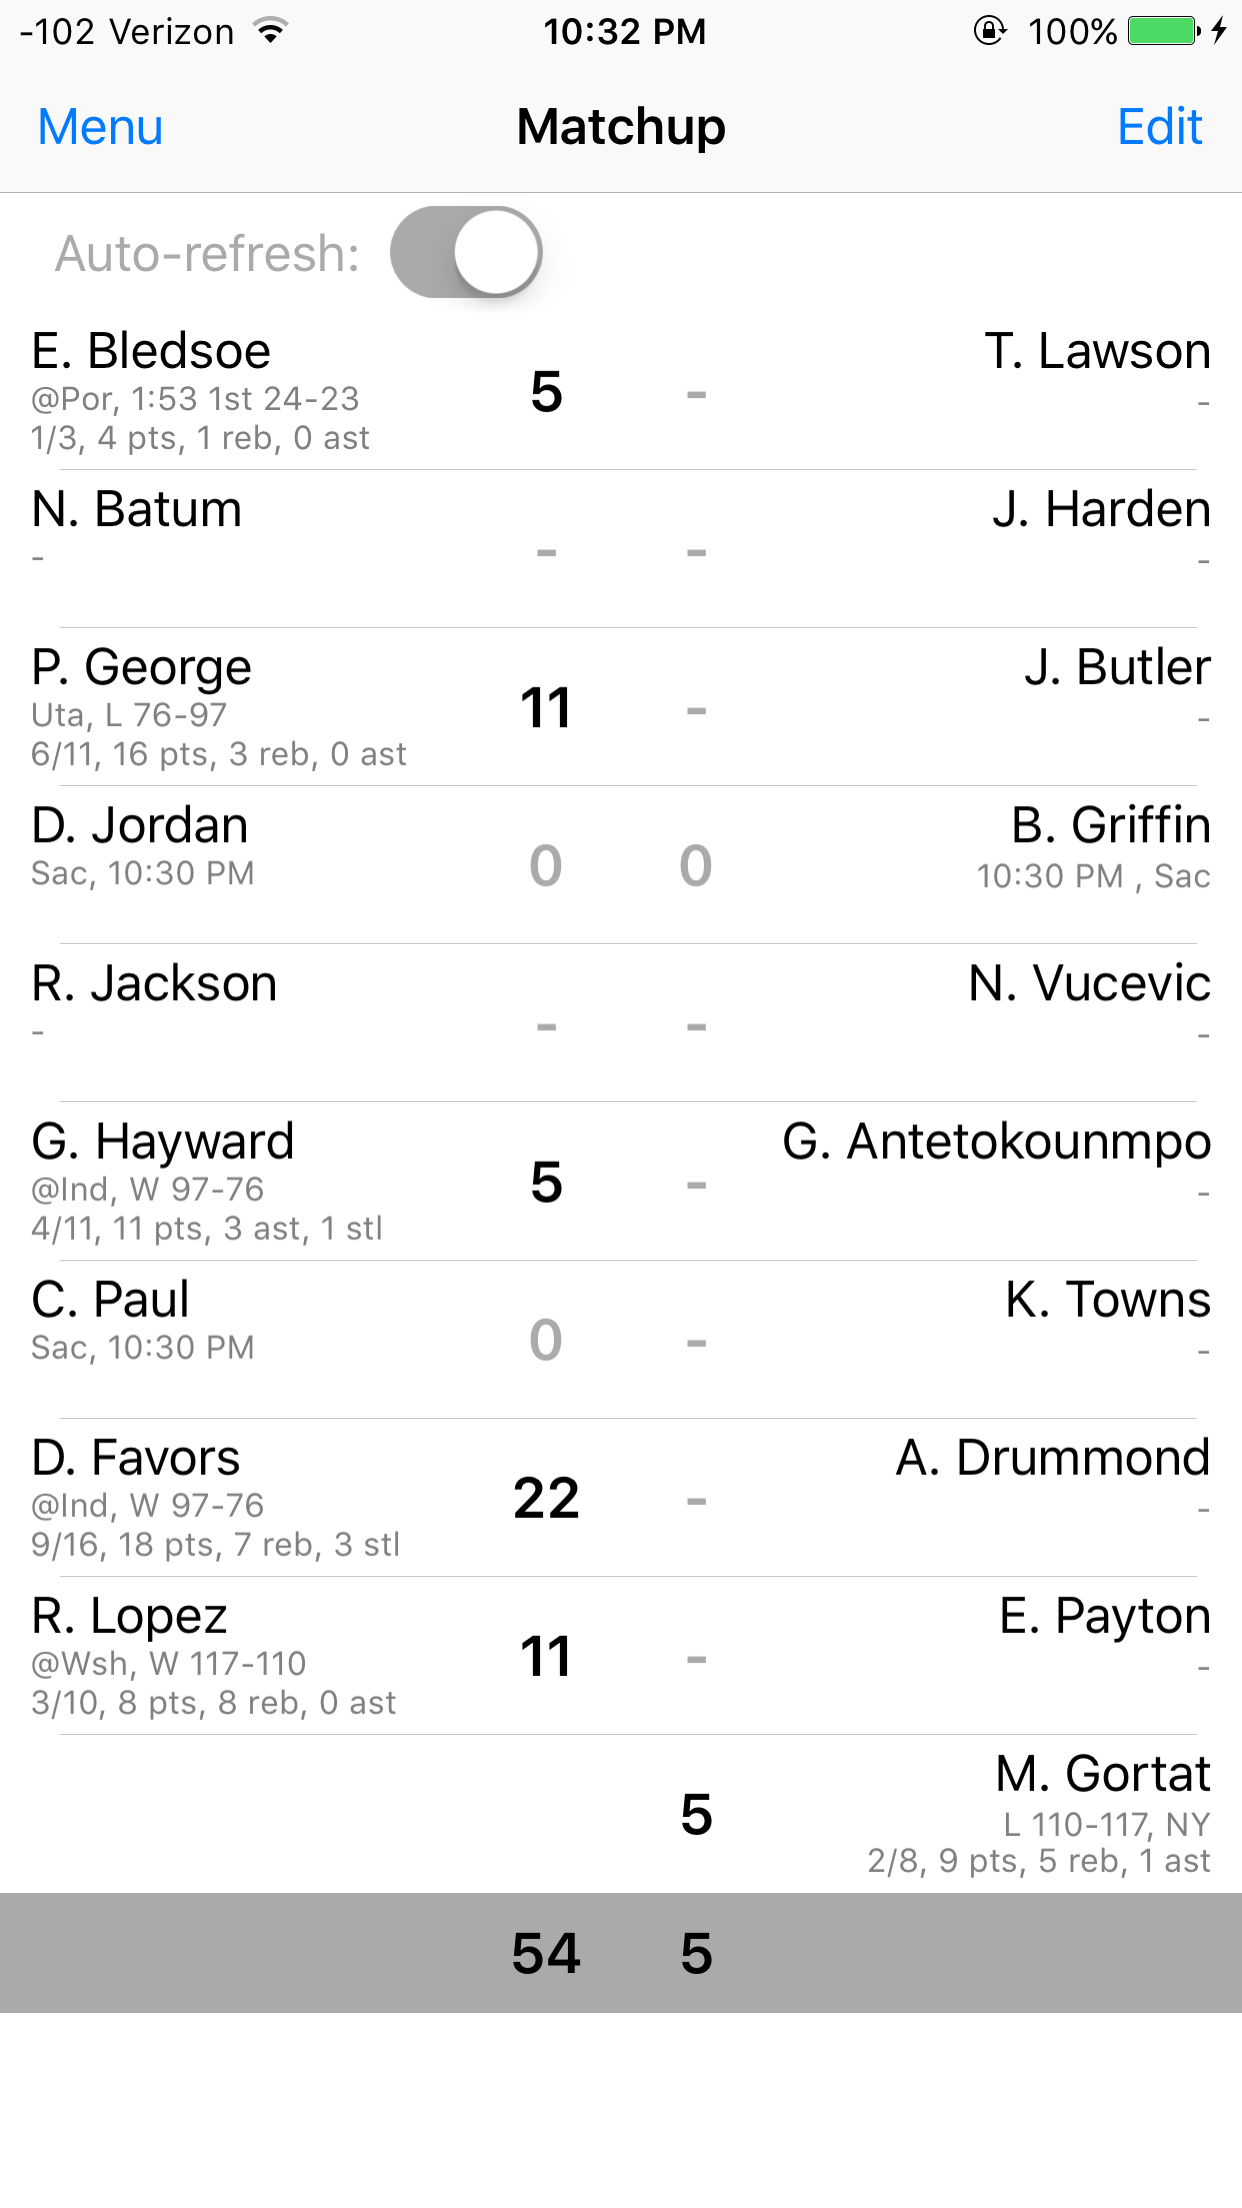 -102 Verizon 10:32 PM 100%
Menu Matchup Edit
Auto-refresh:
E. Bledsoe 5 - T. Lawson
@Por, 1:53 1st 24-23 -
1/3, 4 pts, 1 reb, 0 ast
N. Batum - - J. Harden
- -
P. George 11 - J. Butler
Uta, L 76-97 -
6/11, 16 pts, 3 reb, 0 ast
D. Jordan 0 0 B. Griffin
Sac, 10:30 PM 10:30 PM , Sac
R. Jackson - - N. Vucevic
- -
G. Hayward 5 - G. Antetokounmpo
@Ind, W 97-76 -
4/11, 11 pts, 3 ast, 1 stl
C. Paul 0 - K. Towns
Sac, 10:30 PM -
D. Favors 22 - A. Drummond
@Ind, W 97-76 -
9/16, 18 pts, 7 reb, 3 stl
R. Lopez 11 - E. Payton
@Wsh, W 117-110 -
3/10, 8 pts, 8 reb, 0 ast
5 M. Gortat
L 110-117, NY
2/8, 9 pts, 5 reb, 1 ast
54 5